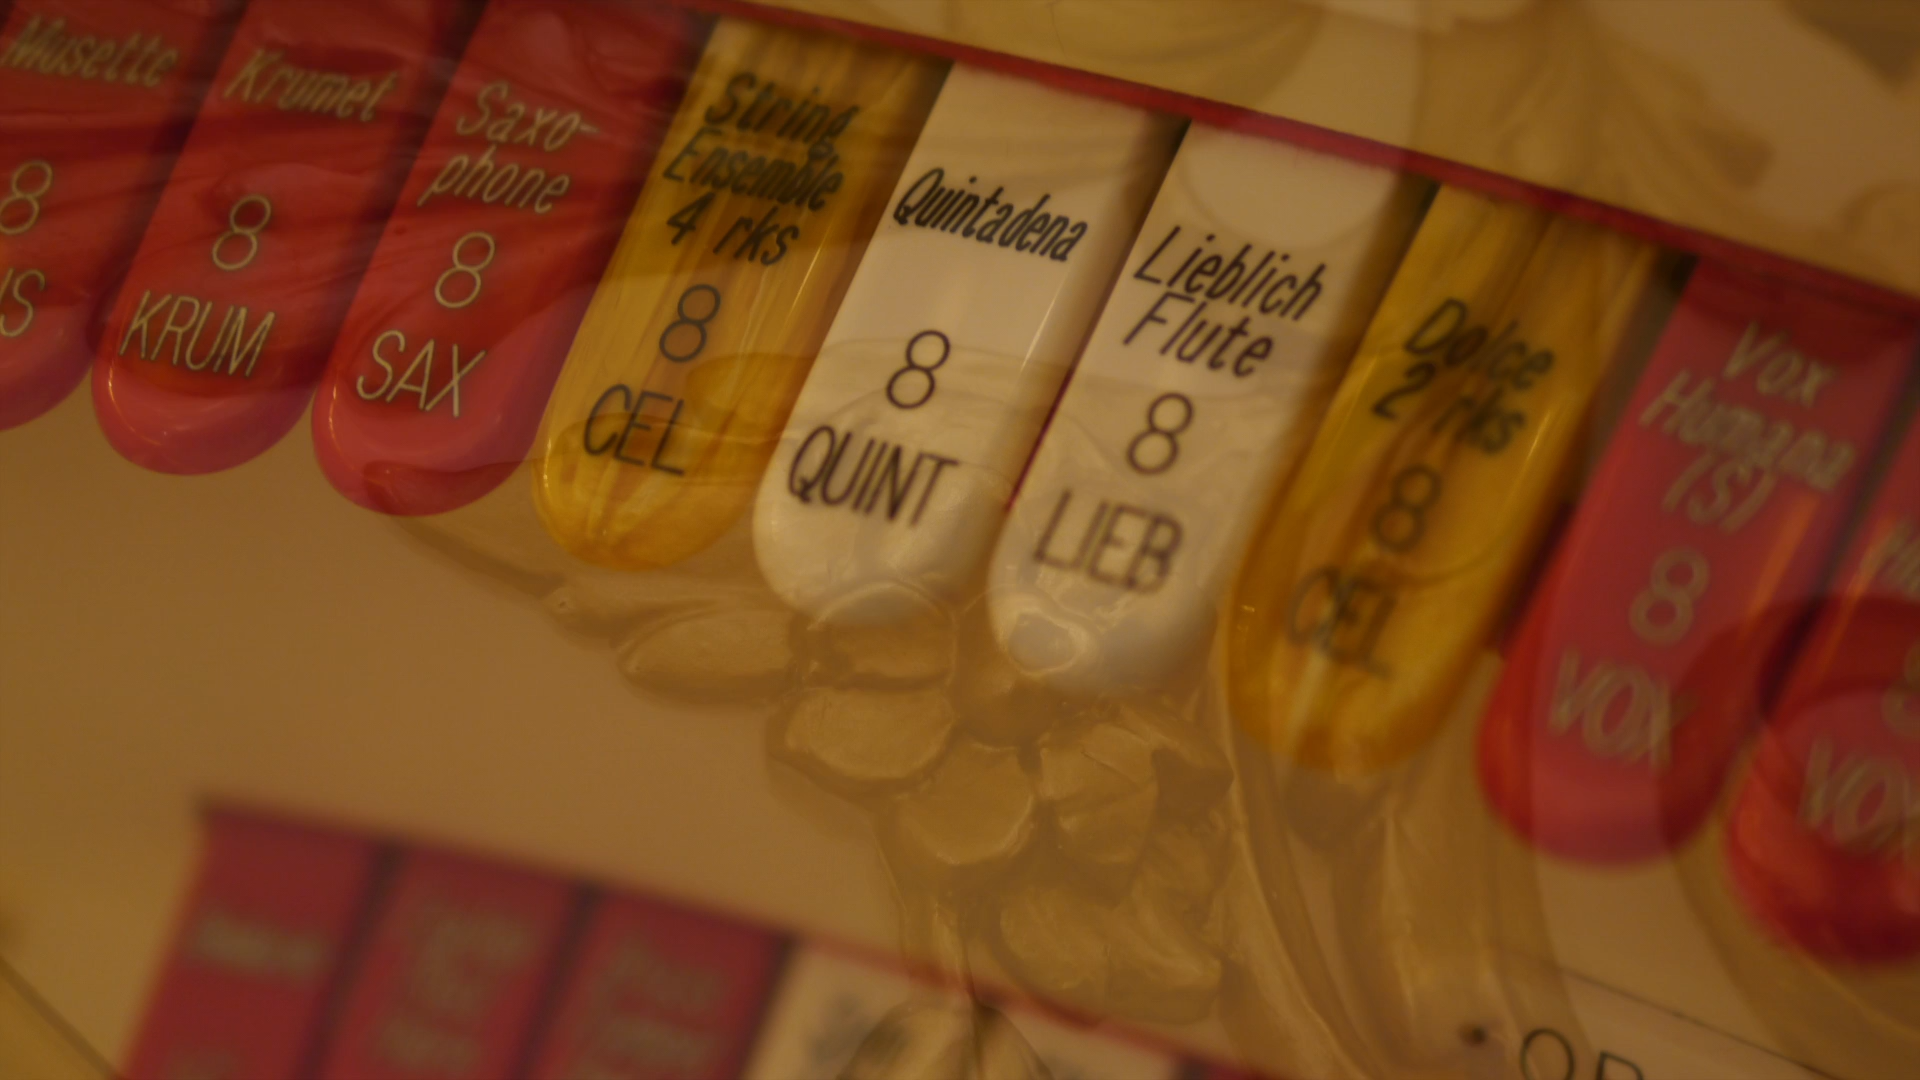 Musette
8
Krumet
8
KRUM
Saxo-
phone
8
SAX
String
Ensemble
4 rks
8
CEL
Quintadena
8
QUINT
Lieblich
Flute
8
LIEB
Dolce
2 rks
8
CEL
Vox
Humana
(S)
8
VOX
VOX